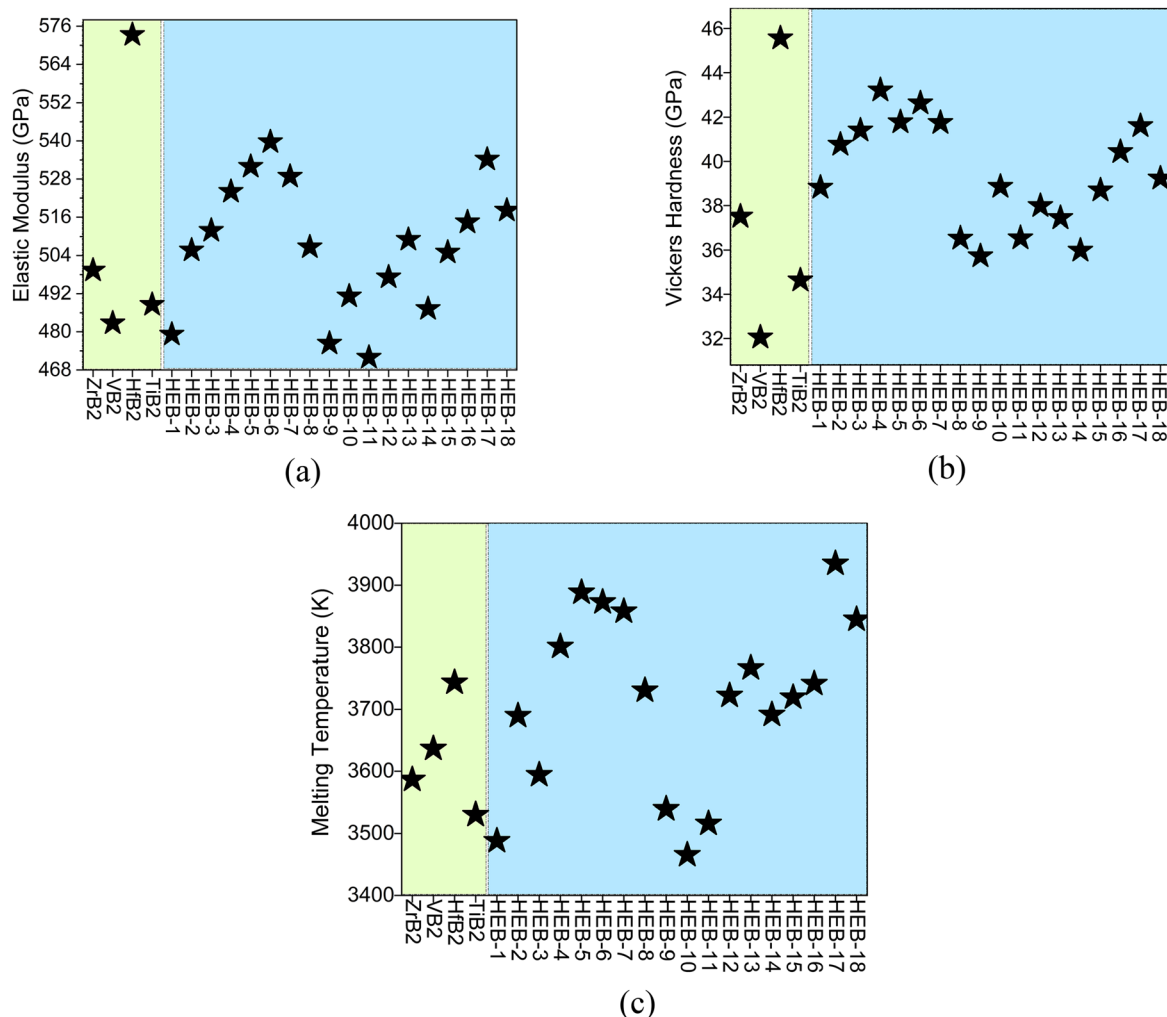 576
564
552
540
528
516
504
492
480
468
Elastic Modulus (GPa)
ZrB2
VB2
HfB2
TiB2
HEB-1
HEB-2
HEB-3
HEB-4
HEB-5
HEB-6
HEB-7
HEB-8
HEB-9
HEB-10
HEB-11
HEB-12
HEB-13
HEB-14
HEB-15
HEB-16
HEB-17
HEB-18
(a)
46
44
42
40
38
36
34
32
Vickers Hardness (GPa)
ZrB2
VB2
HfB2
TiB2
HEB-1
HEB-2
HEB-3
HEB-4
HEB-5
HEB-6
HEB-7
HEB-8
HEB-9
HEB-10
HEB-11
HEB-12
HEB-13
HEB-14
HEB-15
HEB-16
HEB-17
HEB-18
(b)
4000
3900
3800
3700
3600
3500
3400
Melting Temperature (K)
ZrB2
VB2
HfB2
TiB2
HEB-1
HEB-2
HEB-3
HEB-4
HEB-5
HEB-6
HEB-7
HEB-8
HEB-9
HEB-10
HEB-11
HEB-12
HEB-13
HEB-14
HEB-15
HEB-16
HEB-17
HEB-18
(c)